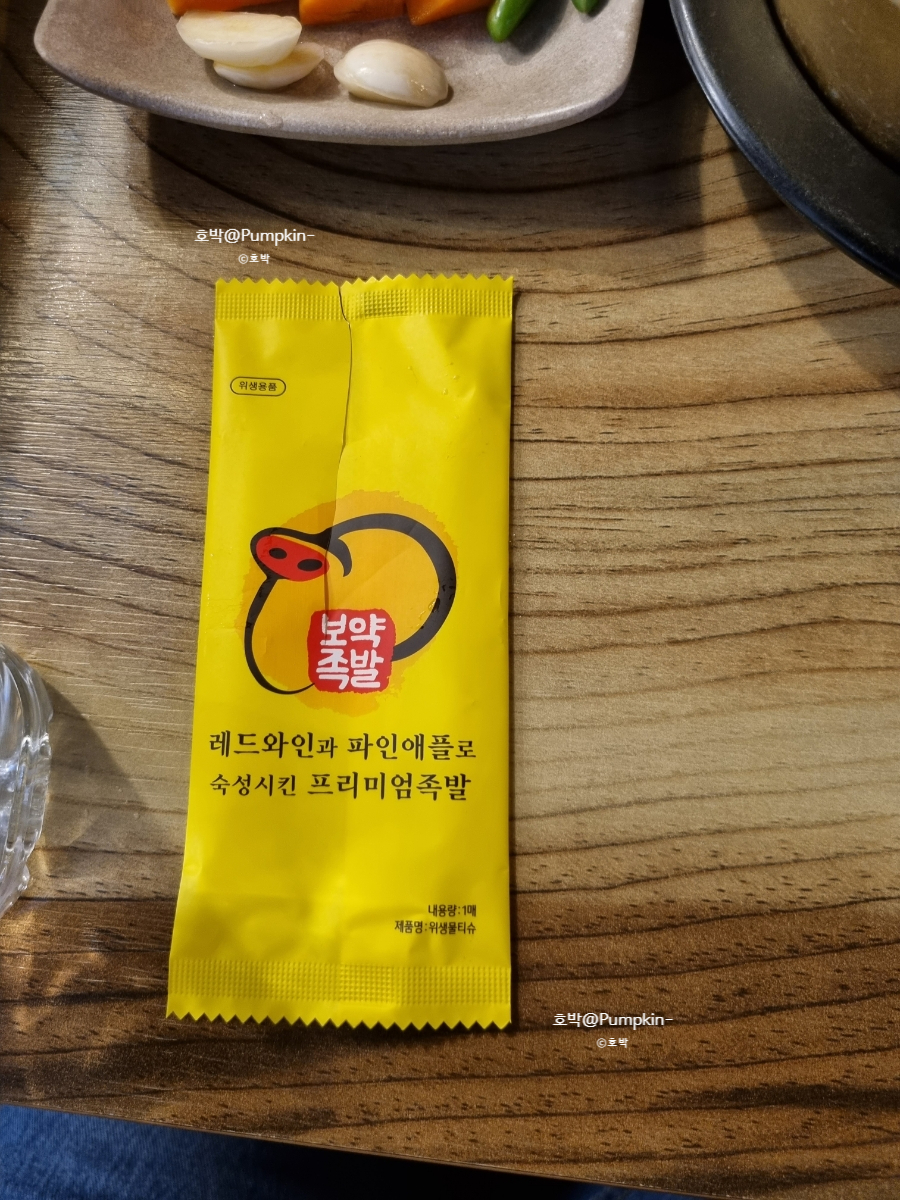 호박@Pumpkin-
©호박
위생용품
보약
족발
레드와인과 파인애플로
숙성시킨 프리미엄족발
내용량:1매
제품명:위생물티슈
호박@Pumpkin-
©호박